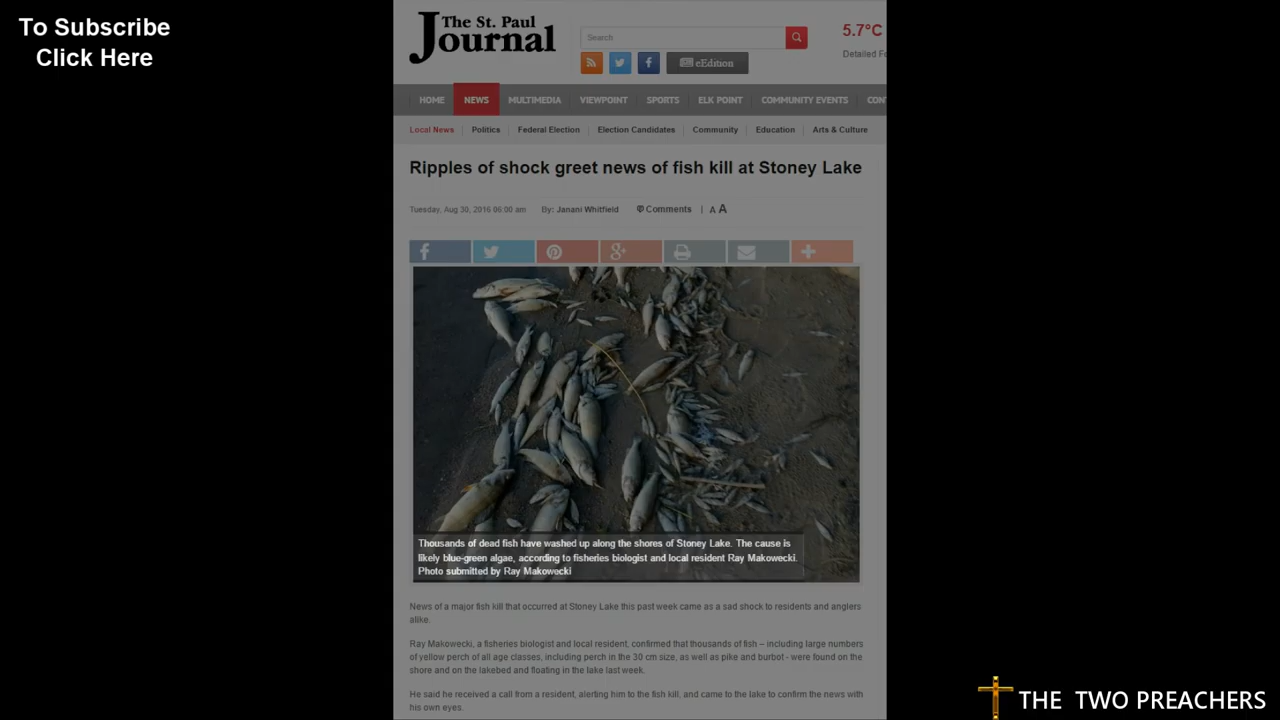 To Subscribe
Click Here
The St. Paul
Journal
Search
5.7°C
Detailed
eEdition
HOME NEWS MULTIMEDIA VIEWPOINT SPORTS ELK POINT COMMUNITY EVENTS
Local News Politics Federal Election Election Candidates Community Education Arts & Culture
Ripples of shock greet news of fish kill at Stoney Lake
Tuesday, Aug 30, 2016 06:00 am By: Janani Whitfield Comments | A A
Thousands of dead fish have washed up along the shores of Stoney Lake. The cause is
likely blue-green algae, according to fisheries biologist and local resident Ray Makowecki.
Photo submitted by Ray Makowecki
News of a major fish kill that occurred at Stoney Lake this past week came as a sad shock to residents and anglers
alike.
Ray Makowecki, a fisheries biologist and local resident, confirmed that thousands of fish – including large numbers
of yellow perch of all age classes, including perch in the 30 cm size, as well as pike and burbot - were found on the
shore and on the lakebed and floating in the lake last week.
He said he received a call from a resident, alerting him to the fish kill, and came to the lake to confirm the news with
his own eyes.
THE TWO PREACHERS